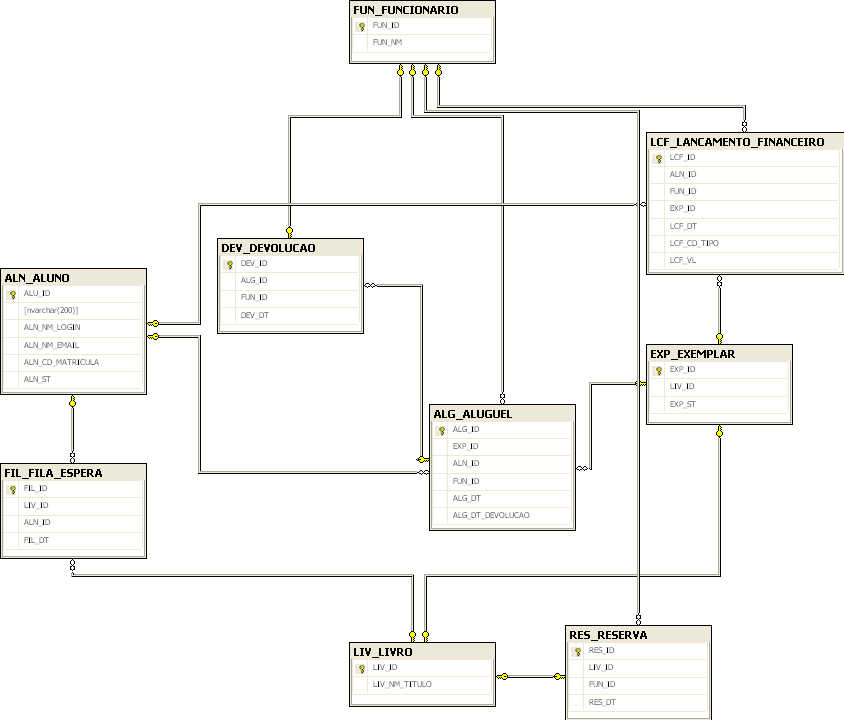 FUN_FUNCIONARIO
FUN_ID
FUN_NM
LCF_LANCAMENTO_FINANCEIRO
LCF_ID
ALN_ID
FUN_ID
EXP_ID
LCF_DT
LCF_CD_TIPO
LCF_VL
DEV_DEVOLUCAO
DEV_ID
ALG_ID
FUN_ID
DEV_DT
ALN_ALUNO
ALU_ID
[nvarchar(200)]
ALN_NM_LOGIN
ALN_NM_EMAIL
ALN_CD_MATRICULA
ALN_ST
EXP_EXEMPLAR
EXP_ID
LIV_ID
EXP_ST
ALG_ALUGUEL
ALG_ID
EXP_ID
ALN_ID
FUN_ID
ALG_DT
ALG_DT_DEVOLUCAO
FIL_FILA_ESPERA
FIL_ID
LIV_ID
ALN_ID
FIL_DT
LIV_LIVRO
LIV_ID
LIV_NM_TITULO
RES_RESERVA
RES_ID
LIV_ID
FUN_ID
RES_DT